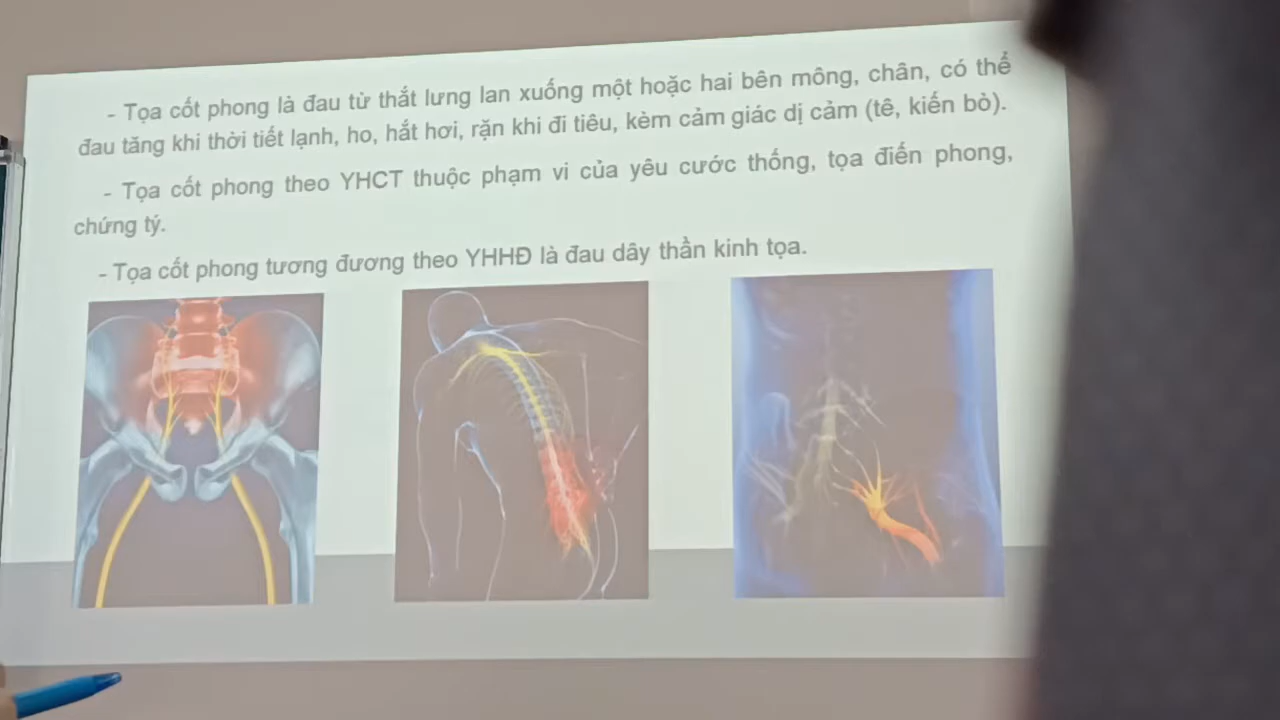 - Tọa cốt phong là đau từ thắt lưng lan xuống một hoặc hai bên mông, chân, có thể
đau tăng khi thời tiết lạnh, ho, hắt hơi, rặn khi đi tiêu, kèm cảm giác dị cảm (tê, kiến bò).
- Tọa cốt phong theo YHCT thuộc phạm vi của yêu cước thống, tọa điến phong,
chứng tý.
- Tọa cốt phong tương đương theo YHHĐ là đau dây thần kinh tọa.